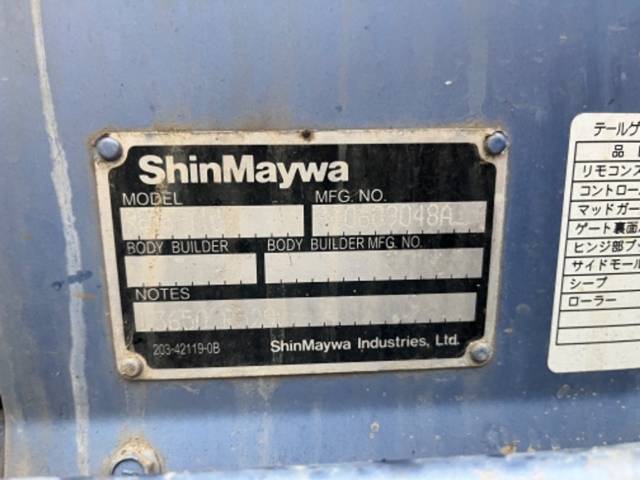 ShinMaywa
MODEL MFG. NO.
0609048A
BODY BUILDER BODY BUILDER MFG. NO.
NOTES
203-42119-0B ShinMaywa Industries, Ltd.
テールゲ
品
リモコンス
コントロー
マッドガー
ゲート裏面
ヒンジ部ブ
サイドモール
シープ
ローラー